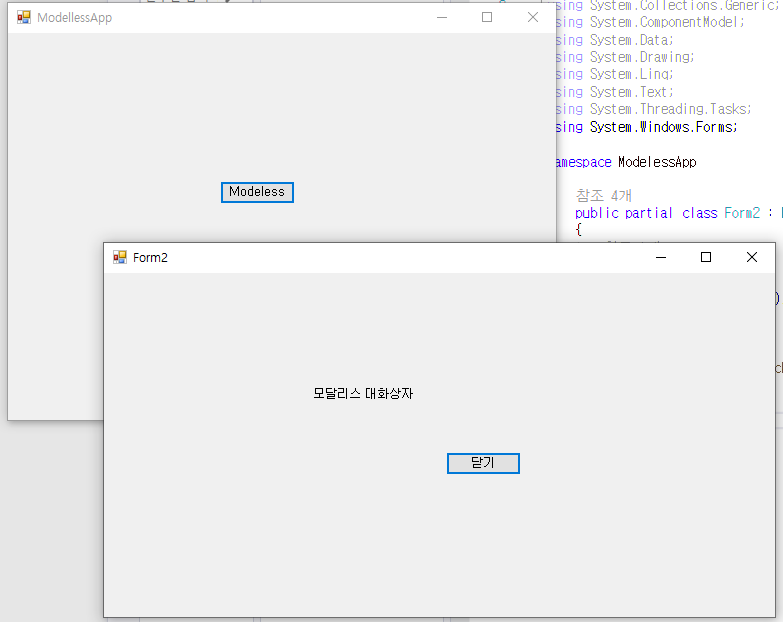 ModellessApp
Modeless
Form2
모달리스 대화상자
닫기
sing System.Collections.Generic;
sing System.ComponentModel;
sing System.Data;
sing System.Drawing;
sing System.Linq;
sing System.Text;
sing System.Threading.Tasks;
sing System.Windows.Forms;
amespace ModelessApp
참조 4개
public partial class Form2 :
{
)